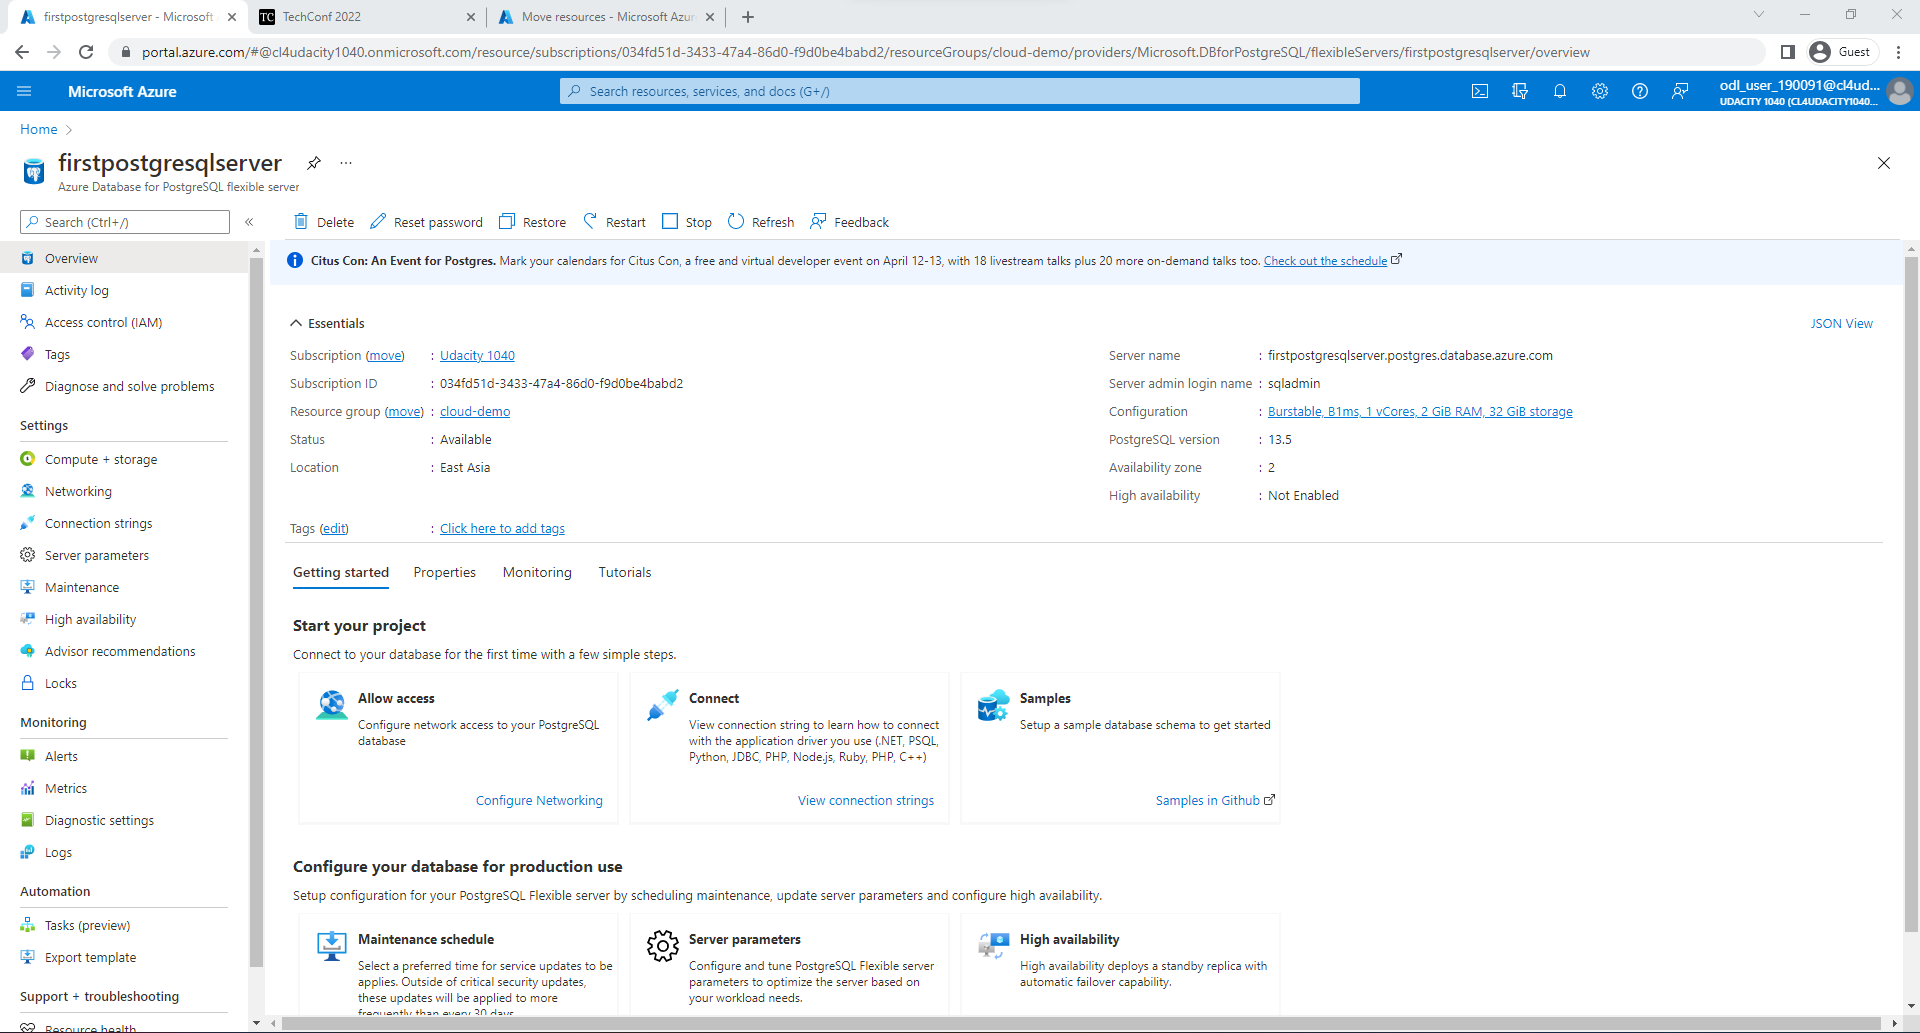 firstpostgresqlserver - Microsoft
TC TechConf 2022
Move resources - Microsoft Azur
portal.azure.com/#@cl4udacity1040.onmicrosoft.com/resource/subscriptions/034fd51d-3433-47a4-86d0-f9d0be4babd2/resourceGroups/cloud-demo/providers/Microsoft.DBforPostgreSQL/flexibleServers/firstpostgresqlserver/overview
Guest
Microsoft Azure
Search resources, services, and docs (G+/)
odl_user_190091@cl4ud...
UDACITY 1040 (CL4UDACITY1040....
Home
firstpostgresqlserver
...
Azure Database for PostgreSQL flexible server
Search (Ctrl+/)
«
Delete
Reset password
Restore
Restart
Stop
Refresh
Feedback
Overview
Activity log
Access control (IAM)
Tags
Diagnose and solve problems
Settings
Compute + storage
Networking
Connection strings
Server parameters
Maintenance
High availability
Advisor recommendations
Locks
Monitoring
Alerts
Metrics
Diagnostic settings
Logs
Automation
Tasks (preview)
Export template
Support + troubleshooting
Resource health
Citus Con: An Event for Postgres. Mark your calendars for Citus Con, a free and virtual developer event on April 12-13, with 18 livestream talks plus 20 more on-demand talks too. Check out the schedule
Essentials
JSON View
Subscription (move) : Udacity 1040
Subscription ID : 034fd51d-3433-47a4-86d0-f9d0be4babd2
Resource group (move) : cloud-demo
Status : Available
Location : East Asia
Server name : firstpostgresqlserver.postgres.database.azure.com
Server admin login name : sqladmin
Configuration : Burstable, B1ms, 1 vCores, 2 GiB RAM, 32 GiB storage
PostgreSQL version : 13.5
Availability zone : 2
High availability : Not Enabled
Tags (edit) : Click here to add tags
Getting started
Properties
Monitoring
Tutorials
Start your project
Connect to your database for the first time with a few simple steps.
Allow access
Configure network access to your PostgreSQL
database
Configure Networking
Connect
View connection string to learn how to connect
with the application driver you use (.NET, PSQL,
Python, JDBC, PHP, Node.js, Ruby, PHP, C++)
View connection strings
Samples
Setup a sample database schema to get started
Samples in Github
Configure your database for production use
Setup configuration for your PostgreSQL Flexible server by scheduling maintenance, update server parameters and configure high availability.
Maintenance schedule
Select a preferred time for service updates to be
applies. Outside of critical security updates,
these updates will be applied to more
frequently than every 30 days
Server parameters
Configure and tune PostgreSQL Flexible server
parameters to optimize the server based on
your workload needs.
High availability
High availability deploys a standby replica with
automatic failover capability.